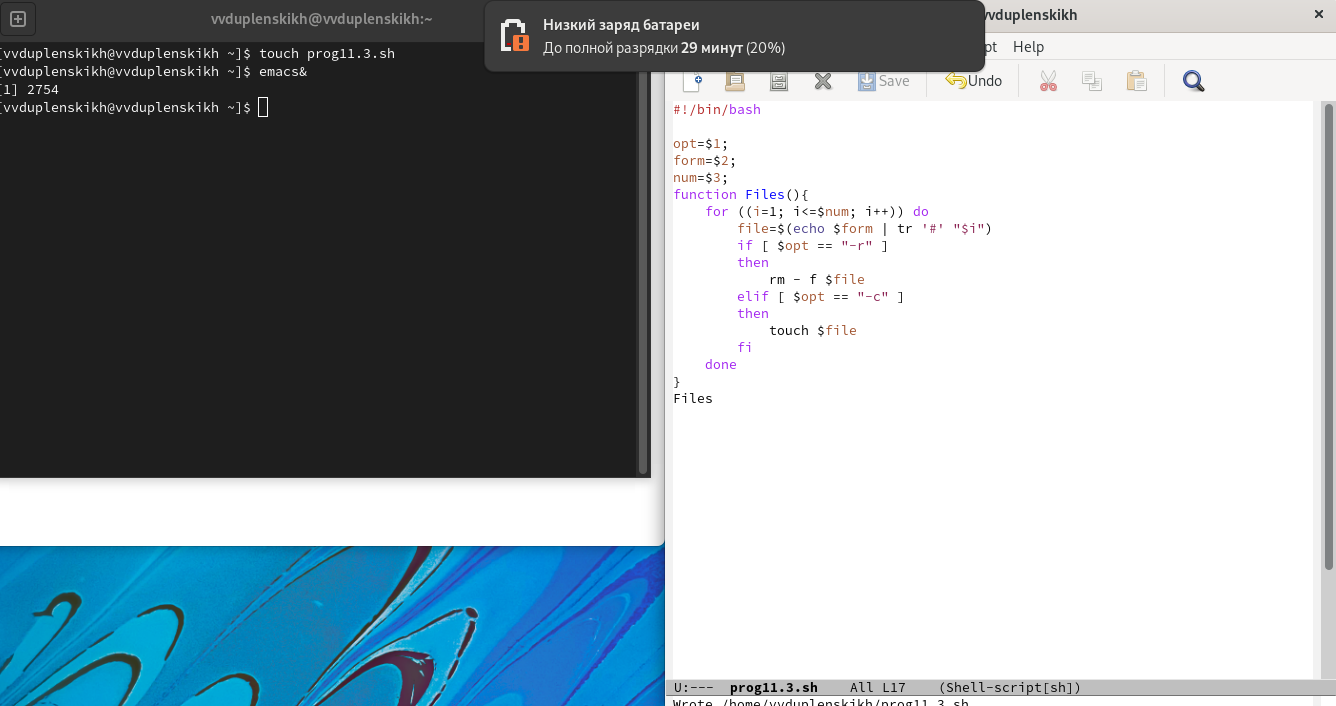 vvduplenskikh@vvduplenskikh:~
[vvduplenskikh@vvduplenskikh ~]$ touch prog11.3.sh
[vvduplenskikh@vvduplenskikh ~]$ emacs&
[1] 2754
[vvduplenskikh@vvduplenskikh ~]$
Низкий заряд батареи
До полной разрядки 29 минут (20%)
vvduplenskikh
Help
Save
Undo
#!/bin/bash
opt=$1;
form=$2;
num=$3;
function Files(){
    for ((i=1; i<=$num; i++)) do
        file=$(echo $form | tr '#' "$i")
        if [ $opt == "-r" ]
        then
            rm - f $file
        elif [ $opt == "-c" ]
        then
            touch $file
        fi
    done
}
Files
U:---  prog11.3.sh    All L17    (Shell-script[sh])
Wrote /home/vvduplenskikh/prog11.3.sh